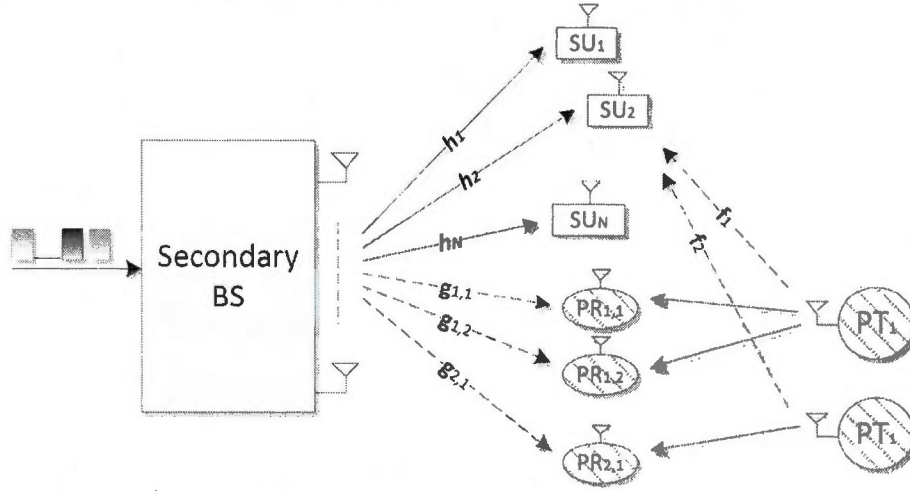 SU1
SU2
h1
h2
SUN
hN
f1
f2
Secondary
BS
g1,1
g1,2
g2,1
PR1,1
PR1,2
PR2,1
PT1
PT1